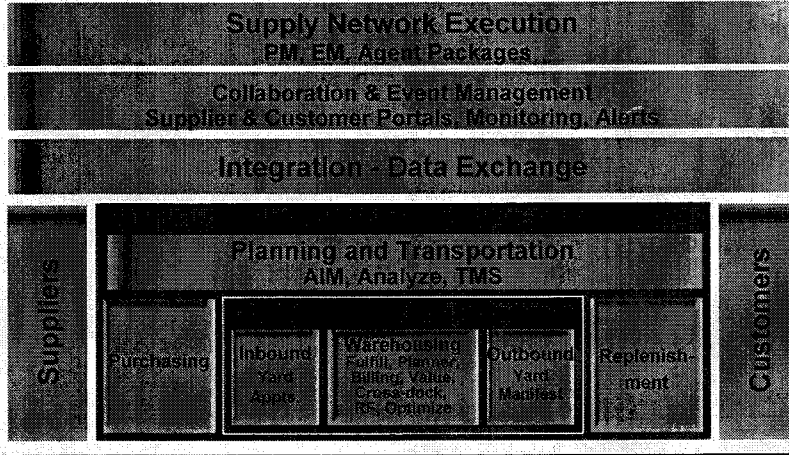 Supply Network Execution
PM, EM, Agent Packages
Collaboration & Event Management
Supplier & Customer Portals, Monitoring, Alerts
Integration - Data Exchange
Suppliers
Planning and Transportation
AIM, Analyze, TMS
Purchasing
Inbound
Yard
Appts.
Warehousing
Fulfill, Planner,
Billing, Value,
Cross-dock,
RF, Optimize
Outbound
Yard
Manifest
Replenish-
ment
Customers